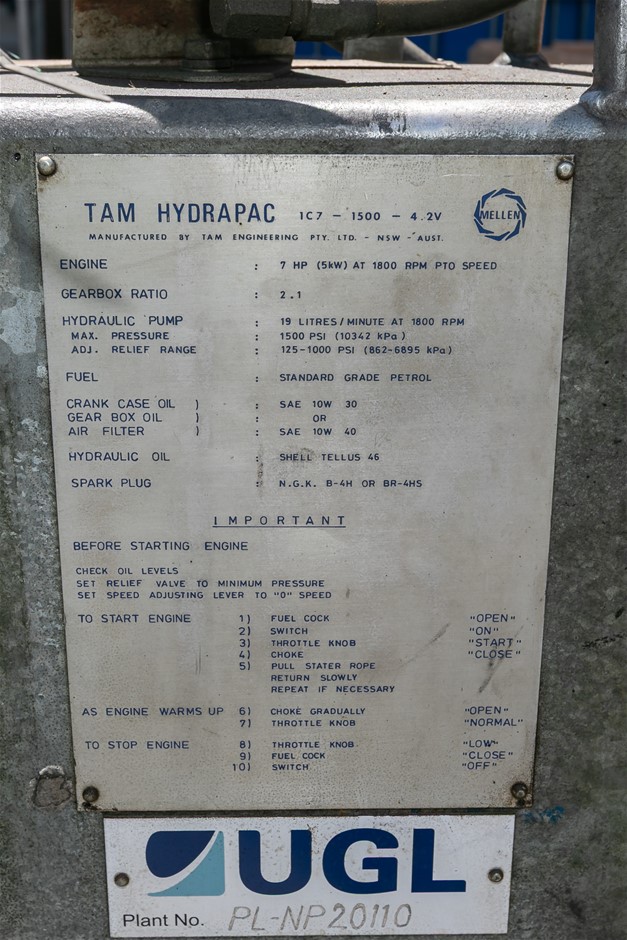 TAM HYDRAPAC 1C7 - 1500 - 4.2V MELLEN
MANUFACTURED BY TAM ENGINEERING PTY. LTD. - NSW - AUST.
ENGINE : 7 HP (5kW) AT 1800 RPM PTO SPEED
GEARBOX RATIO : 2.1
HYDRAULIC PUMP : 19 LITRES/MINUTE AT 1800 RPM
MAX. PRESSURE : 1500 PSI (10342 kPa)
ADJ. RELIEF RANGE : 125-1000 PSI (862-6895 kPa)
FUEL : STANDARD GRADE PETROL
CRANK CASE OIL ) : SAE 10W 30
GEAR BOX OIL ) : OR
AIR FILTER ) : SAE 10W 40
HYDRAULIC OIL : SHELL TELLUS 46
SPARK PLUG : N.G.K. B-4H OR BR-4HS
IMPORTANT
BEFORE STARTING ENGINE
CHECK OIL LEVELS
SET RELIEF VALVE TO MINIMUM PRESSURE
SET SPEED ADJUSTING LEVER TO "0" SPEED
TO START ENGINE 1) FUEL COCK "OPEN"
2) SWITCH "ON"
3) THROTTLE KNOB "START"
4) CHOKE "CLOSE"
5) PULL STATER ROPE
RETURN SLOWLY
REPEAT IF NECESSARY
AS ENGINE WARMS UP 6) CHOKE GRADUALLY "OPEN"
7) THROTTLE KNOB "NORMAL"
TO STOP ENGINE 8) THROTTLE KNOB "LOW"
9) FUEL COCK "CLOSE"
10) SWITCH "OFF"
UGL
Plant No. PL-NP20110